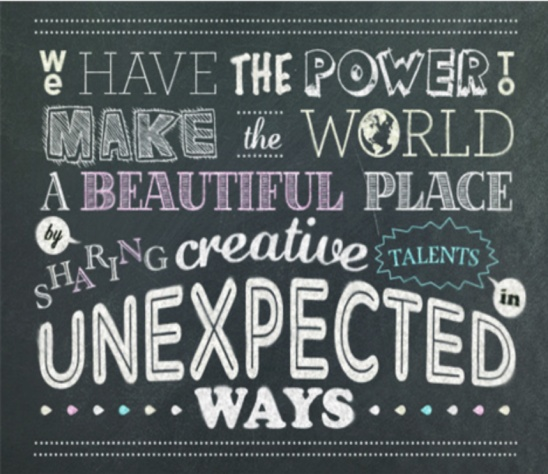 We HAVE THE POWER To
MAKE the WORLD
A BEAUTIFUL PLACE
by SHARING creative TALENTS in
UNEXPECTED
WAYS